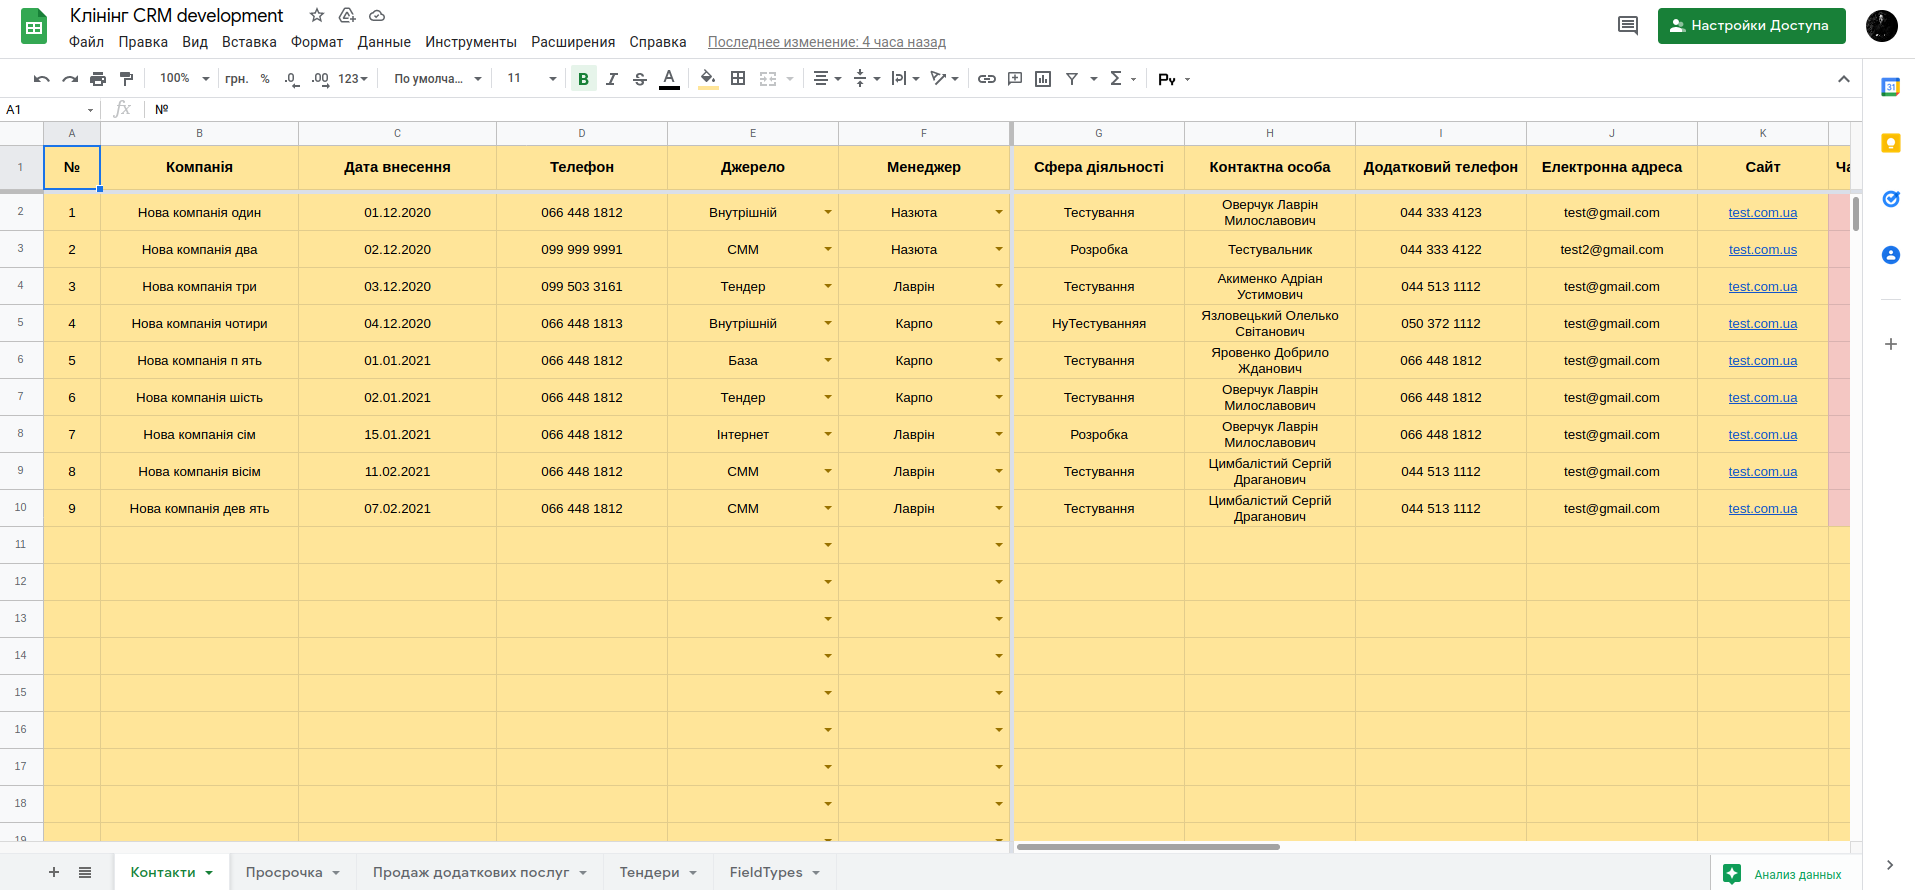 Клінінг CRM development
Файл Правка Вид Вставка Формат Данные Инструменты Расширения Справка Последнее изменение: 4 часа назад
Настройки Доступа
100% грн. % .0 .00 123 По умолча... 11 B I S A Σ Ру
A1 fx №
A B C D E F G H I J K
1 № Компанія Дата внесення Телефон Джерело Менеджер Сфера діяльності Контактна особа Додатковий телефон Електронна адреса Сайт
2 1 Нова компанія один 01.12.2020 066 448 1812 Внутрішній Назюта Тестування Оверчук Лаврін Милославович 044 333 4123 test@gmail.com test.com.ua
3 2 Нова компанія два 02.12.2020 099 999 9991 СММ Назюта Розробка Тестувальник 044 333 4122 test2@gmail.com test.com.us
4 3 Нова компанія три 03.12.2020 099 503 3161 Тендер Лаврін Тестування Акименко Адріан Устимович 044 513 1112 test@gmail.com test.com.ua
5 4 Нова компанія чотири 04.12.2020 066 448 1813 Внутрішній Карпо НуТестуванняя Язловецький Олелько Світанович 050 372 1112 test@gmail.com test.com.ua
6 5 Нова компанія п ять 01.01.2021 066 448 1812 База Карпо Тестування Яровенко Добрило Жданович 066 448 1812 test@gmail.com test.com.ua
7 6 Нова компанія шість 02.01.2021 066 448 1812 Тендер Карпо Тестування Оверчук Лаврін Милославович 066 448 1812 test@gmail.com test.com.ua
8 7 Нова компанія сім 15.01.2021 066 448 1812 Інтернет Лаврін Розробка Оверчук Лаврін Милославович 066 448 1812 test@gmail.com test.com.ua
9 8 Нова компанія вісім 11.02.2021 066 448 1812 СММ Лаврін Тестування Цимбалістий Сергій Драганович 044 513 1112 test@gmail.com test.com.ua
10 9 Нова компанія дев ять 07.02.2021 066 448 1812 СММ Лаврін Тестування Цимбалістий Сергій Драганович 044 513 1112 test@gmail.com test.com.ua
11
12
13
14
15
16
17
18
19
Контакти Просрочка Продаж додаткових послуг Тендери FieldTypes Анализ данных
31